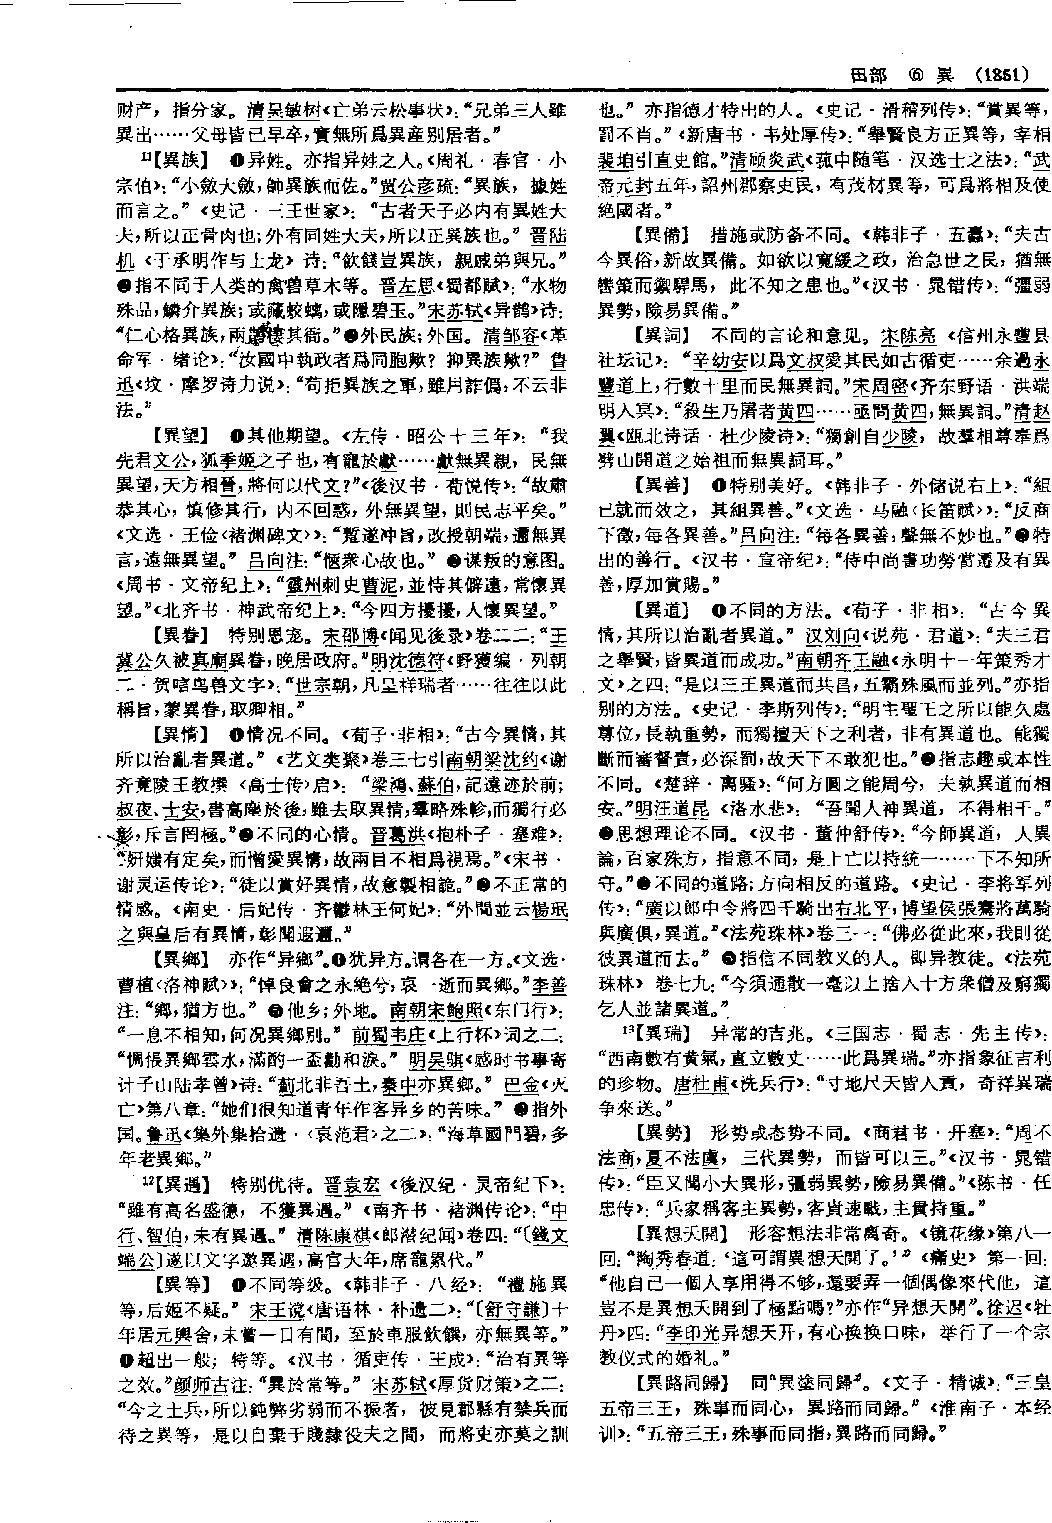 田部 ⑥ 異 (1351)
财产，指分家。清吴敏树《亡弟云松事状》：“兄弟三人雖
異出……父母皆已早卒，實無所爲異産别居者。”
11【異族】 ❶异姓。亦指异姓之人。《周礼·春官·小
宗伯》：“小斂大斂，帥異族而佐。”贾公彦疏：“異族，據姓
而言之。”《史记·三王世家》：“古者天子必内有異姓大
夫，所以正骨肉也；外有同姓大夫，所以正異族也。”晋陆
机《于承明作与士龙》诗：“飲餞豈異族，親戚弟與兄。”
❷指不同于人类的禽兽草木等。晋左思《蜀都赋》：“水物
殊品，鱗介異族；或藏蛟螭，或隱碧玉。”宋苏轼《异鹊》诗：
“仁心格異族，兩鵲棲其衙。”❸外民族；外国。清邹容《革
命军·绪论》：“汝國中執政者爲同胞歟？抑異族歟？”鲁
迅《坟·摩罗诗力说》：“苟拒異族之軍，雖用詐僞，不云非
法。”
【異望】 ❶其他期望。《左传·昭公十三年》：“我
先君文公，狐季姬之子也，有寵於獻……獻無異親，民無
異望，天方相晉，將何以代文？”《後汉书·荀悦传》：“故肅
恭其心，慎修其行，内不回惑，外無異望，則民志平矣。”
《文选·王俭〈褚渊碑文〉》：“蹔遂冲旨，改授朝端，邇無異
言，遠無異望。”吕向注：“愜衆心故也。”❷谋叛的意图。
《周书·文帝纪上》：“靈州刺史曹泥，並恃其僻遠，常懷異
望。”《北齐书·神武帝纪上》：“今四方擾擾，人懷異望。”
【異眷】 特别恩宠。宋邵博《闻见後录》卷二二：“王
冀公久被真廟異眷，晚居政府。”明沈德符《野獲编·列朝
二·贺唁鸟兽文字》：“世宗朝，凡呈祥瑞者……往往以此
稱旨，蒙異眷，取卿相。”
【異情】 ❶情况不同。《荀子·非相》：“古今異情，其
所以治亂者異道。”《艺文类聚》卷三七引南朝梁沈约《谢
齐竟陵王教撰〈高士传〉启》：“梁鴻、蘇伯，記遠迹於前；
叔夜、士安，書高塵於後，雖去取異情，羣略殊軫，而獨行必
彰，斥言罔極。”❷不同的心情。晋葛洪《抱朴子·塞难》：
“妍媸有定矣，而憎愛異情，故兩目不相爲視焉。”《宋书·
谢灵运传论》：“徒以賞好異情，故意製相詭。”❸不正常的
情感。《南史·后妃传·齐鬱林王何妃》：“外間並云楊珉
之與皇后有異情，彰聞遐邇。”
【異鄉】 亦作“异鄉”。❶犹异方。谓各在一方。《文选·
曹植〈洛神赋〉》：“悼良會之永絶兮，哀一逝而異鄉。”李善
注：“鄉，猶方也。”❷他乡；外地。南朝宋鲍照《东门行》：
“一息不相知，何况異鄉别。”前蜀韦庄《上行杯》词之二：
“惆悵異鄉雲水，滿酌一盃勸和淚。”明吴骐《感时书事寄
计子山陆孝曾》诗：“薊北非吾土，秦中亦異鄉。”巴金《灭
亡》第八章：“她们很知道青年作客异乡的苦味。”❸指外
国。鲁迅《集外集拾遗·〈哀范君〉之二》：“海草國門碧，多
年老異鄉。”
12【異遇】 特别优待。晋袁宏《後汉纪·灵帝纪下》：
“雖有高名盛德，不獲異遇。”《南齐书·褚渊传论》：“中
行、智伯，未有異遇。”清陈康祺《郎潜纪闻》卷四：“〔錢文
端公〕遂以文字邀異遇，高官大年，席寵累代。”
【異等】 ❶不同等级。《韩非子·八经》：“禮施異
等，后姬不疑。”宋王谠《唐语林·补遗二》：“〔舒守謙〕十
年居元輿舍，未嘗一日有間，至於車服飲饌，亦無異等。”
❷超出一般；特等。《汉书·循吏传·王成》：“治有異等
之效。”颜师古注：“異於常等。”宋苏轼《厚货财策》之二：
“今之士兵，所以鈍弊劣弱而不振者，彼見郡縣有禁兵而
待之異等，是以自棄于賤隸役夫之間，而將吏亦莫之訓
也。”亦指德才特出的人。《史记·滑稽列传》：“賞異等，
罰不肖。”《新唐书·韦处厚传》：“舉賢良方正異等，宰相
裴垍引直史館。”清顾炎武《菰中随笔·汉选士之法》：“武
帝元封五年，詔州郡察吏民，有茂材異等，可爲將相及使
絶國者。”
【異備】 措施或防备不同。《韩非子·五蠹》：“夫古
今異俗，新故異備。如欲以寬緩之政，治急世之民，猶無
轡策而御駻馬，此不知之患也。”《汉书·晁错传》：“彊弱
異勢，險易異備。”
【異詞】 不同的言论和意见。宋陈亮《信州永豐县
社坛记》：“辛幼安以爲文叔愛其民如古循吏……余過永
豐道上，行數十里而民無異詞。”宋周密《齐东野语·洪端
明入冥》：“殺生乃屠者黄四……亟問黄四，無異詞。”清赵
翼《瓯北诗话·杜少陵诗》：“獨創自少陵，故羣相尊奉爲
劈山開道之始祖而無異詞耳。”
【異善】 ❶特别美好。《韩非子·外储说右上》：“組
已就而效之，其組異善。”《文选·马融〈长笛赋〉》：“反商
下徵，每各異善。”吕向注：“每各異善，聲無不妙也。”❷特
出的善行。《汉书·宣帝纪》：“侍中尚書功勞當遷及有異
善，厚加賞賜。”
【異道】 ❶不同的方法。《荀子·非相》：“古今異
情，其所以治亂者異道。”汉刘向《说苑·君道》：“夫三君
之舉賢，皆異道而成功。”南朝齐王融《永明十一年策秀才
文》之四：“是以三王異道而共昌，五霸殊風而並列。”亦指
别的方法。《史记·李斯列传》：“明主聖王之所以能久處
尊位，長執重勢，而獨擅天下之利者，非有異道也。能獨
斷而審督責，必深罰，故天下不敢犯也。”❷指志趣或本性
不同。《楚辞·离骚》：“何方圜之能周兮，夫孰異道而相
安。”明汪道昆《洛水悲》：“吾聞人神異道，不得相干。”
❸思想理论不同。《汉书·董仲舒传》：“今師異道，人異
論，百家殊方，指意不同，是上亡以持統一……下不知所
守。”❹不同的道路；方向相反的道路。《史记·李将军列
传》：“廣以郎中令將四千騎出右北平，博望侯張騫將萬騎
與廣俱，異道。”《法苑珠林》卷三一：“佛必從此來，我則從
彼異道而去。”❺指信不同教义的人。即异教徒。《法苑
珠林》卷七九：“今須通散一毫以上捨入十方衆僧及窮獨
乞人並諸異道。”
13【異瑞】 异常的吉兆。《三国志·蜀志·先主传》：
“西南數有黄氣，直立數丈……此爲異瑞。”亦指象征吉利
的珍物。唐杜甫《洗兵行》：“寸地尺天皆入貢，奇祥異瑞
争來送。”
【異勢】 形势或态势不同。《商君书·开塞》：“周不
法商，夏不法虞，三代異勢，而皆可以王。”《汉书·晁错
传》：“臣又聞小大異形，彊弱異勢，險易異備。”《陈书·任
忠传》：“兵家稱客主異勢，客貴速戰，主貴持重。”
【異想天開】 形容想法非常离奇。《镜花缘》第八一
回：“陶秀春道：‘這可謂異想天開了。’”《痛史》第一回：
“他自己一個人享用得不够，還要弄一個偶像來代他，這
豈不是異想天開到了極點嗎？”亦作“异想天開”。徐迟《牡
丹》四：“李印光异想天开，有心换换口味，举行了一个宗
教仪式的婚礼。”
【異路同歸】 同“異塗同歸”。《文子·精诚》：“三皇
五帝三王，殊事而同心，異路而同歸。”《淮南子·本经
训》：“五帝三王，殊事而同指，異路而同歸。”